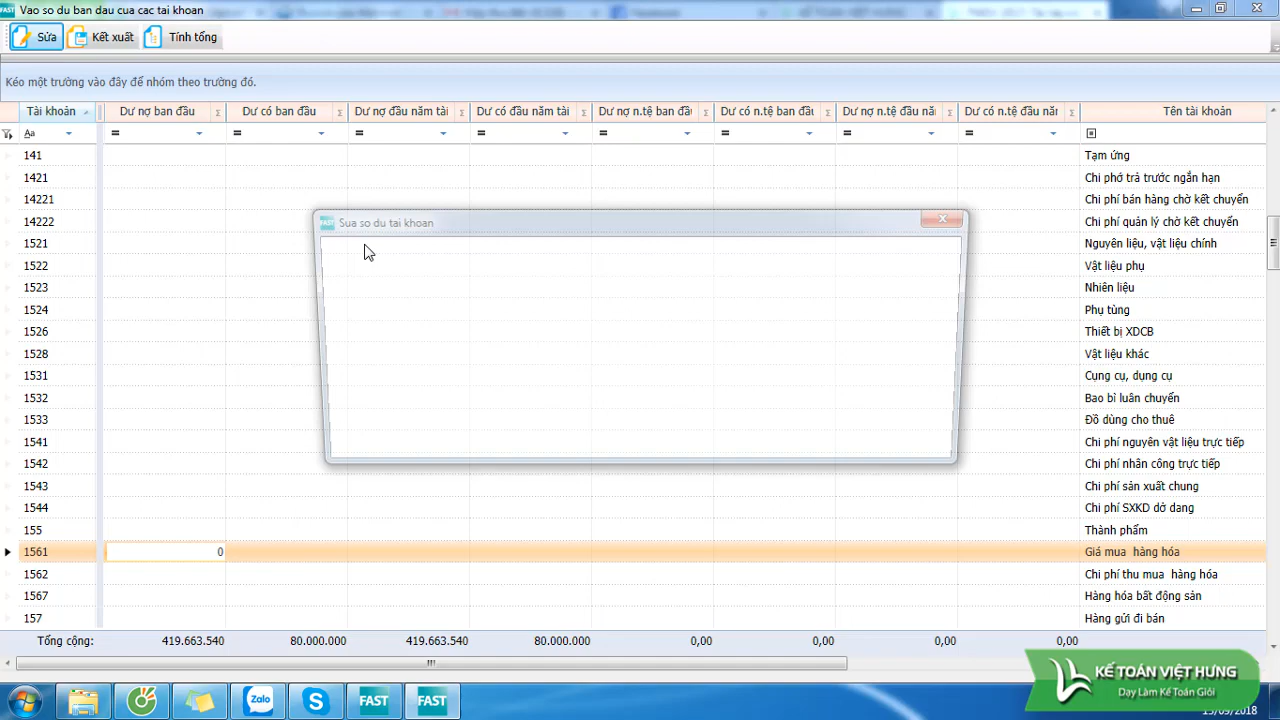 Vao so du ban dau cua cac tai khoan
Sửa Kết xuất Tính tổng
Kéo một trường vào đây để nhóm theo trường đó.
Tài khoản Dư nợ ban đầu Σ Dư có ban đầu Σ Dư nợ đầu năm tài Σ Dư có đầu năm tài Σ Dư nợ n.tệ ban đầ Σ Dư có n.tệ ban đầ Σ Dư nợ n.tệ đầu nă Σ Dư có n.tệ đầu năn Σ Tên tài khoản
Aa = = = = = = = =
141 Tạm ứng
1421 Chi phớ trả trước ngắn hạn
14221 Chi phí bán hàng chờ kết chuyển
14222 Chi phí quản lý chờ kết chuyển
Sua so du tai khoan
1521 Nguyên liệu, vật liệu chính
1522 Vật liệu phụ
1523 Nhiên liệu
1524 Phụ tùng
1526 Thiết bị XDCB
1528 Vật liệu khác
1531 Cụng cụ, dụng cụ
1532 Bao bì luân chuyển
1533 Đồ dùng cho thuê
1541 Chi phí nguyên vật liệu trực tiếp
1542 Chi phí nhân công trực tiếp
1543 Chi phí sản xuất chung
1544 Chi phí SXKD dở dang
155 Thành phẩm
1561 0 Giá mua hàng hóa
1562 Chi phí thu mua hàng hóa
1567 Hàng hóa bất động sản
157 Hàng gửi đi bán
Tổng cộng: 419.663.540 80.000.000 419.663.540 80.000.000 0,00 0,00 0,00 0,00
KẾ TOÁN VIỆT HƯNG
Dạy Làm Kế Toán Giỏi
FAST
FAST
FAST
FAST
Zalo